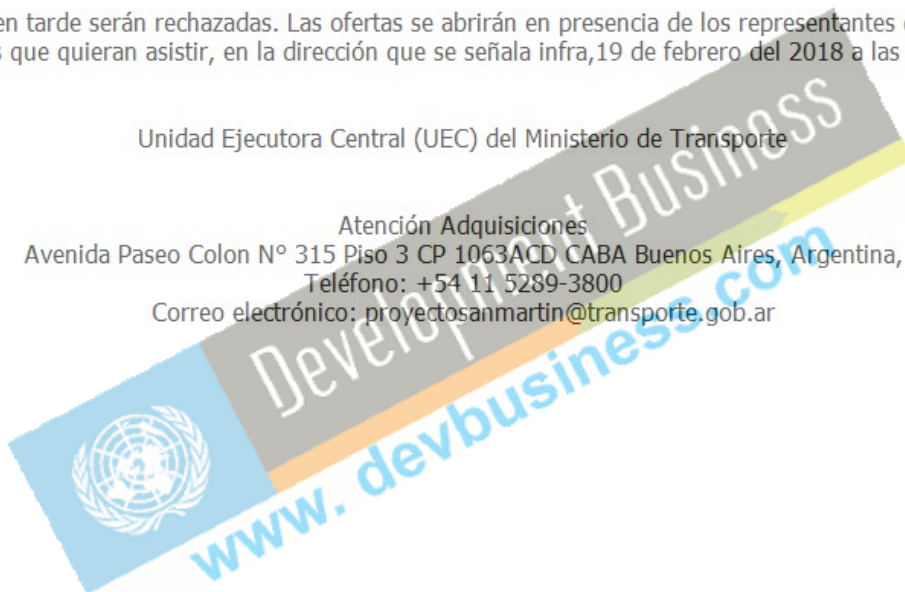 en tarde serán rechazadas. Las ofertas se abrirán en presencia de los representantes
s que quieran asistir, en la dirección que se señala infra,19 de febrero del 2018 a las
Unidad Ejecutora Central (UEC) del Ministerio de Transporte
Atención Adquisiciones
Avenida Paseo Colon N° 315 Piso 3 CP 1063ACD CABA Buenos Aires, Argentina,
Teléfono: +54 11 5289-3800
Correo electrónico: proyectosanmartin@transporte.gob.ar
Development Business
www. devbusiness.com